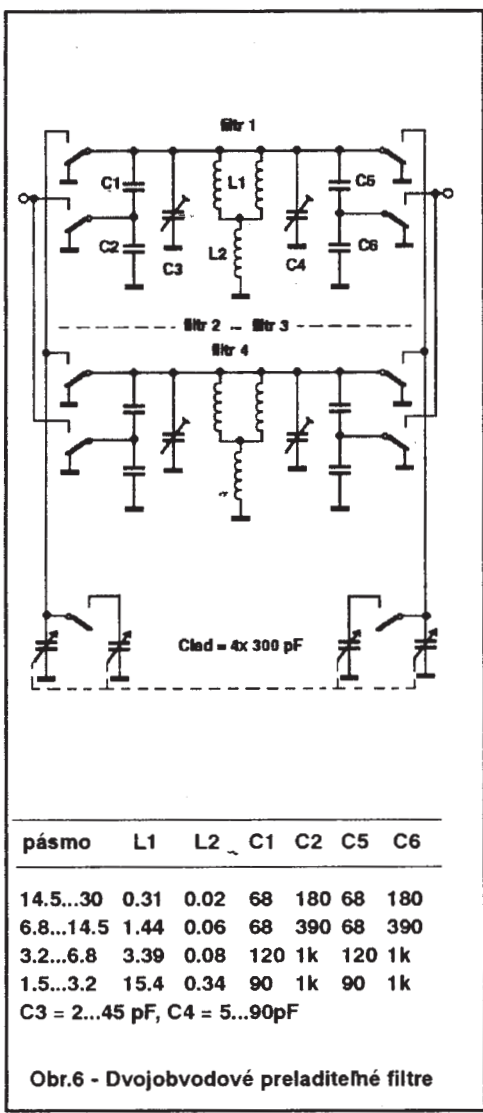 filtr 1
C1
L1
C5
C2
C3
L2
C4
C6
filtr 2 - filtr 3
filtr 4
Clad = 4x 300 pF
pásmo L1 L2 C1 C2 C5 C6
14.5...30 0.31 0.02 68 180 68 180
6.8...14.5 1.44 0.06 68 390 68 390
3.2...6.8 3.39 0.08 120 1k 120 1k
1.5...3.2 15.4 0.34 90 1k 90 1k
C3 = 2...45 pF, C4 = 5...90pF
Obr.6 - Dvojobvodové preladiteľné filtre